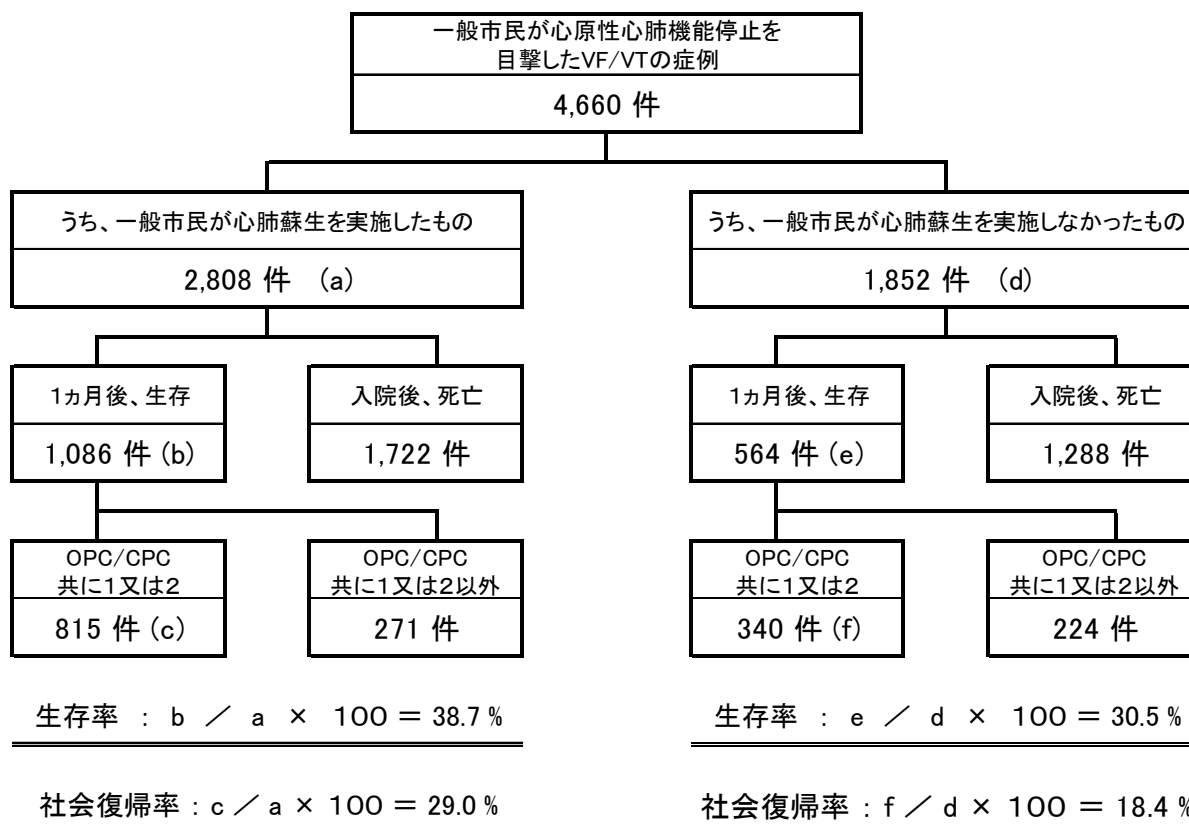 一般市民が心原性心肺機能停止を
目撃したVF/VTの症例
4,660 件
うち、一般市民が心肺蘇生を実施したもの
2,808 件 (a)
うち、一般市民が心肺蘇生を実施しなかったもの
1,852 件 (d)
1ヵ月後、生存
1,086 件 (b)
入院後、死亡
1,722 件
1ヵ月後、生存
564 件 (e)
入院後、死亡
1,288 件
OPC/CPC
共に1又は2
815 件 (c)
OPC/CPC
共に1又は2以外
271 件
OPC/CPC
共に1又は2
340 件 (f)
OPC/CPC
共に1又は2以外
224 件
生存率 : b / a × 100 = 38.7 %
生存率 : e / d × 100 = 30.5 %
社会復帰率 : c / a × 100 = 29.0 %
社会復帰率 : f / d × 100 = 18.4 %